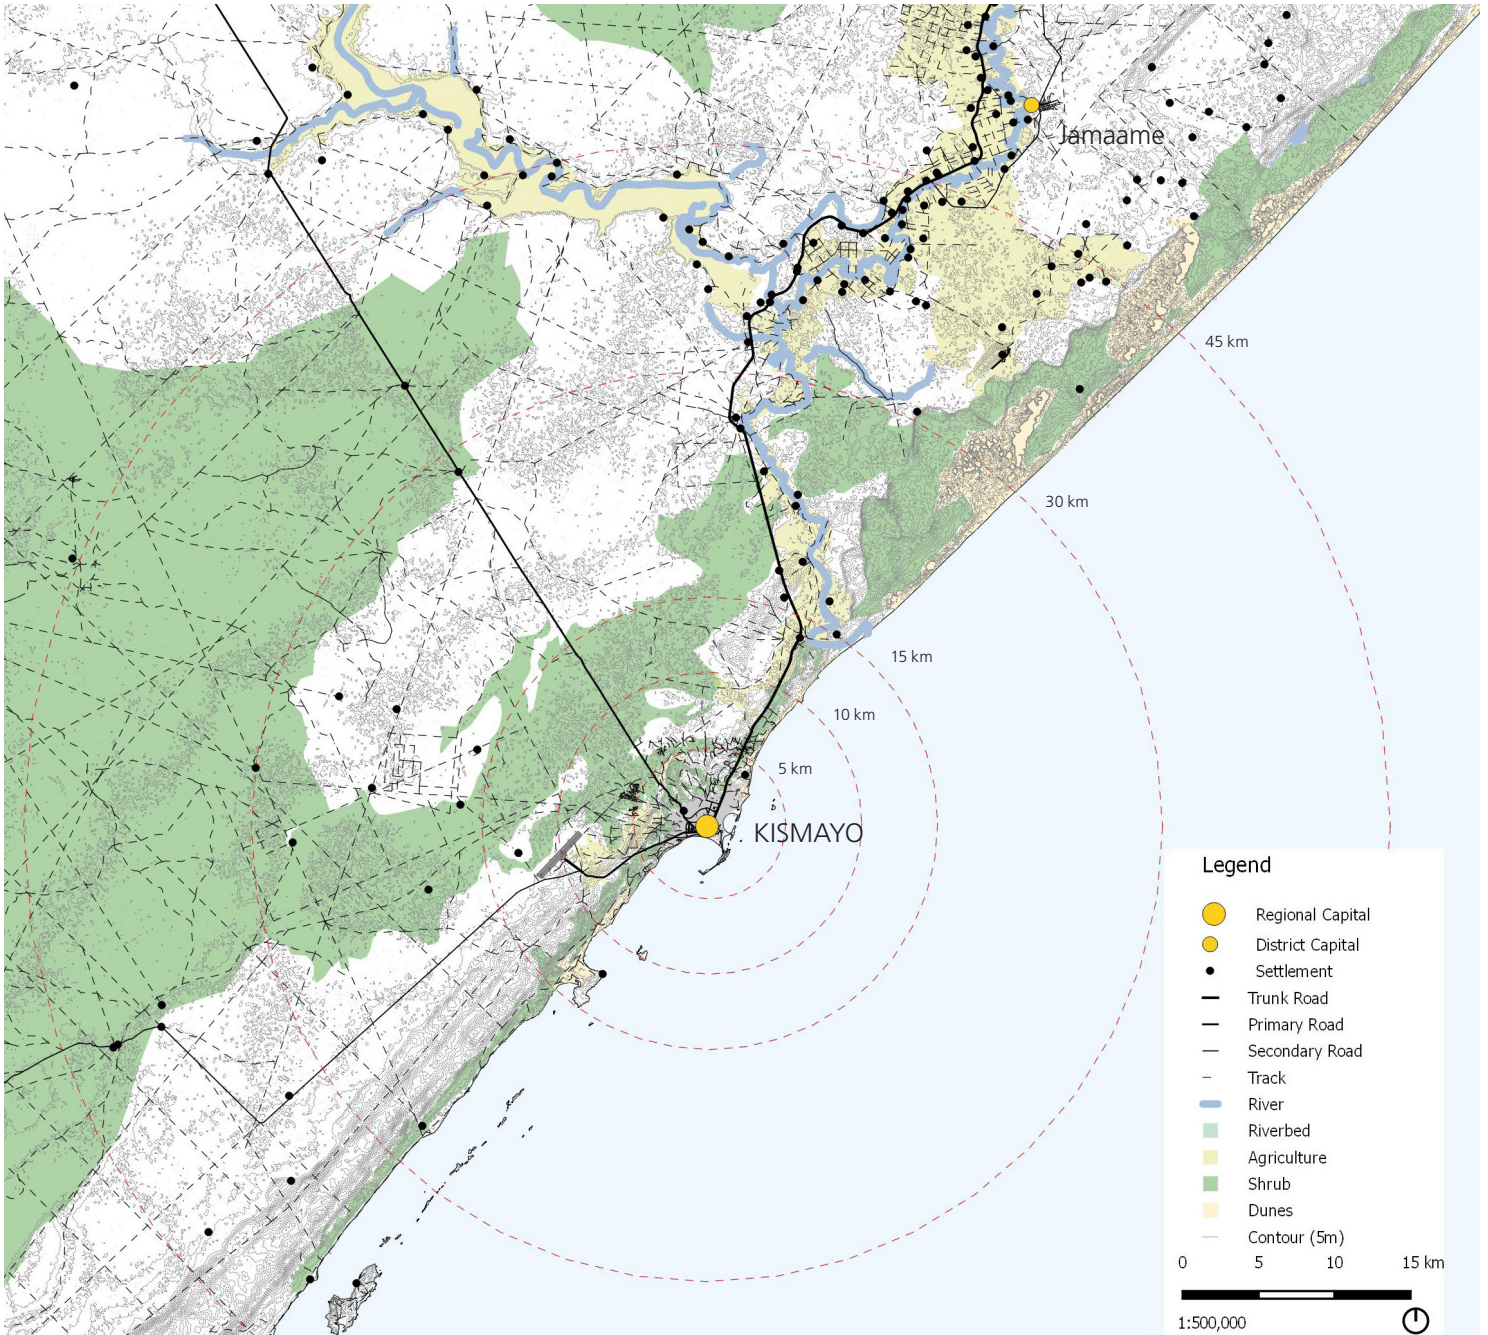 Jamaame
45 km
30 km
15 km
10 km
5 km
KISMAYO
Legend
Regional Capital
District Capital
Settlement
Trunk Road
Primary Road
Secondary Road
Track
River
Riverbed
Agriculture
Shrub
Dunes
Contour (5m)
0 5 10 15 km
1:500,000